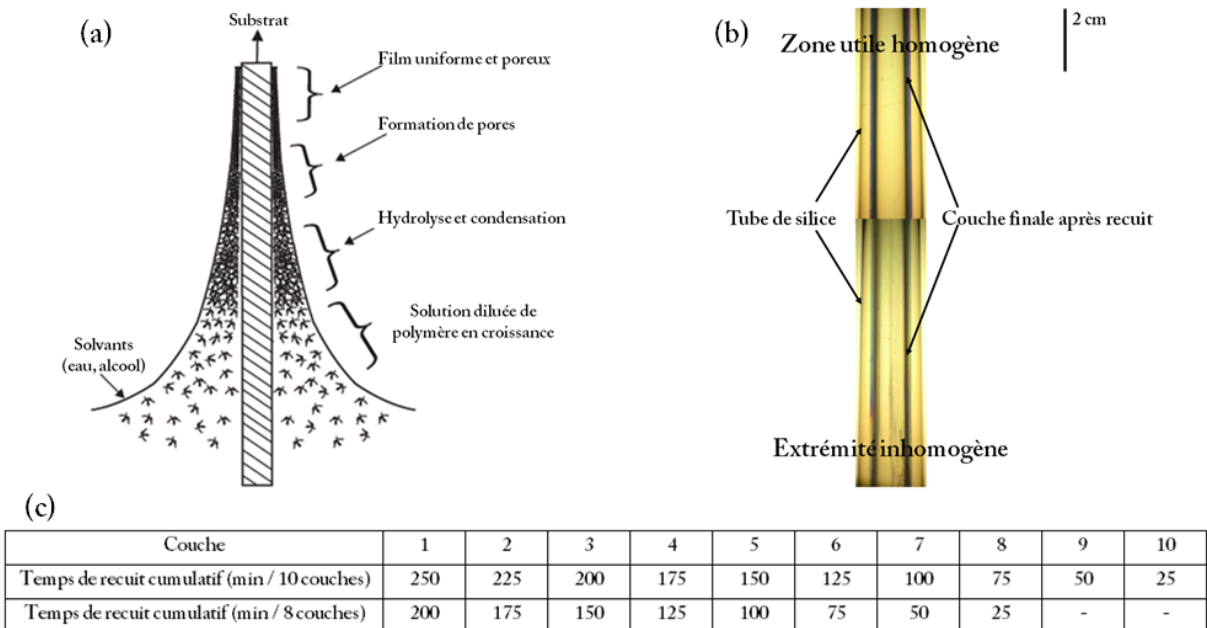 (a)
Substrat
Film uniforme et poreux
Formation de pores
Hydrolyse et condensation
Solution diluée de
polymère en croissance
Solvants
(eau, alcool)
(b)
2 cm
Zone utile homogène
Tube de silice
Couche finale après recuit
Extrémité inhomogène
(c)
Couche 1 2 3 4 5 6 7 8 9 10
Temps de recuit cumulatif (min / 10 couches) 250 225 200 175 150 125 100 75 50 25
Temps de recuit cumulatif (min / 8 couches) 200 175 150 125 100 75 50 25 - -